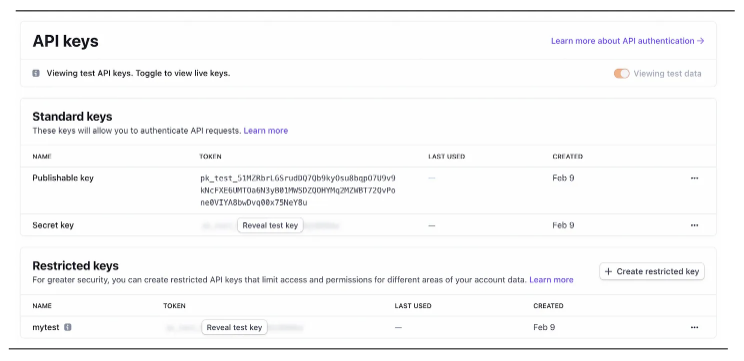 API keys
Learn more about API authentication →
Viewing test API keys. Toggle to view live keys.
Viewing test data
Standard keys
These keys will allow you to authenticate API requests. Learn more
NAME TOKEN LAST USED CREATED
Publishable key pk_test_51MZRbrLGSrudDQ7Qb9kyOsu8bqpO7U9v9 — Feb 9 •••
kNcFXE6UMTOa6N3yB01MWSDZQOHYMq2MZWBT72QvPo
ne0VIYA8bwDvq00x75NeY8u
Secret key Reveal test key — Feb 9 •••
Restricted keys
For greater security, you can create restricted API keys that limit access and permissions for different areas of your account data. Learn more
+ Create restricted key
NAME TOKEN LAST USED CREATED
mytest Reveal test key — Feb 9 •••